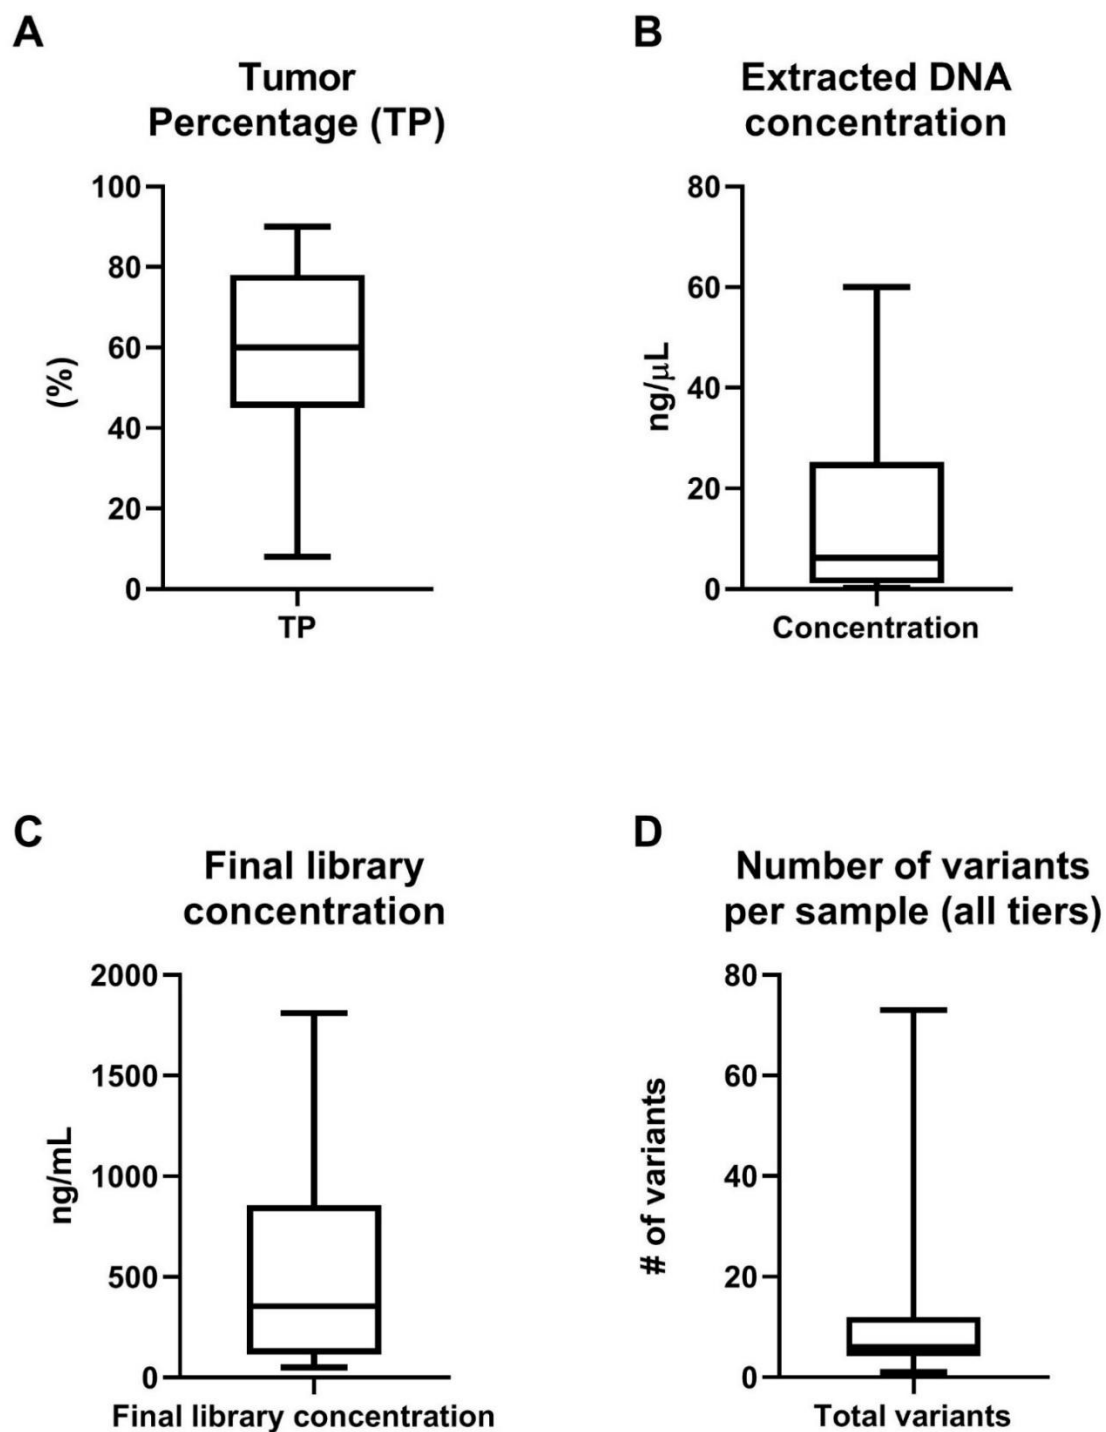 A
Tumor
Percentage (TP)
(%)
100
80
60
40
20
0
TP
B
Extracted DNA
concentration
ng/μL
80
60
40
20
0
Concentration
C
Final library
concentration
ng/mL
2000
1500
1000
500
0
Final library concentration
D
Number of variants
per sample (all tiers)
# of variants
80
60
40
20
0
Total variants